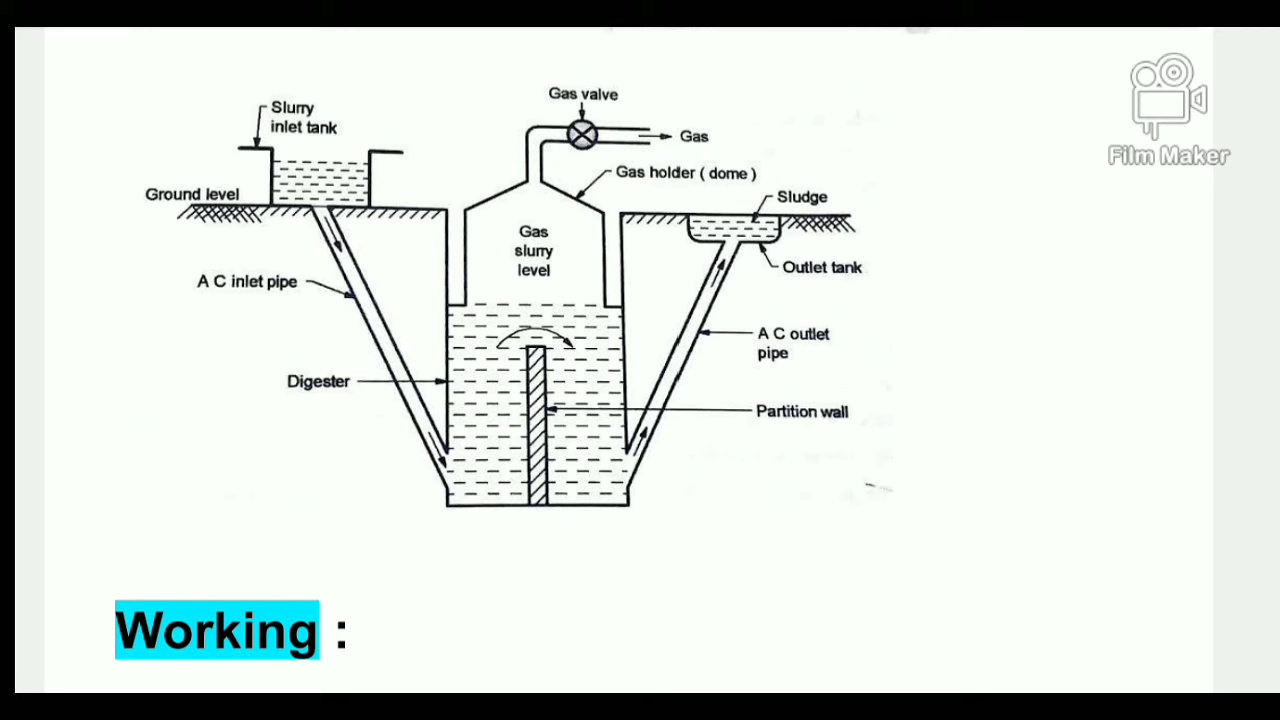 Gas valve
Slurry
inlet tank
Gas
Gas holder ( dome )
Ground level
Sludge
Gas
slurry
level
Outlet tank
A C inlet pipe
A C outlet
pipe
Digester
Partition wall
Working :
Film Maker